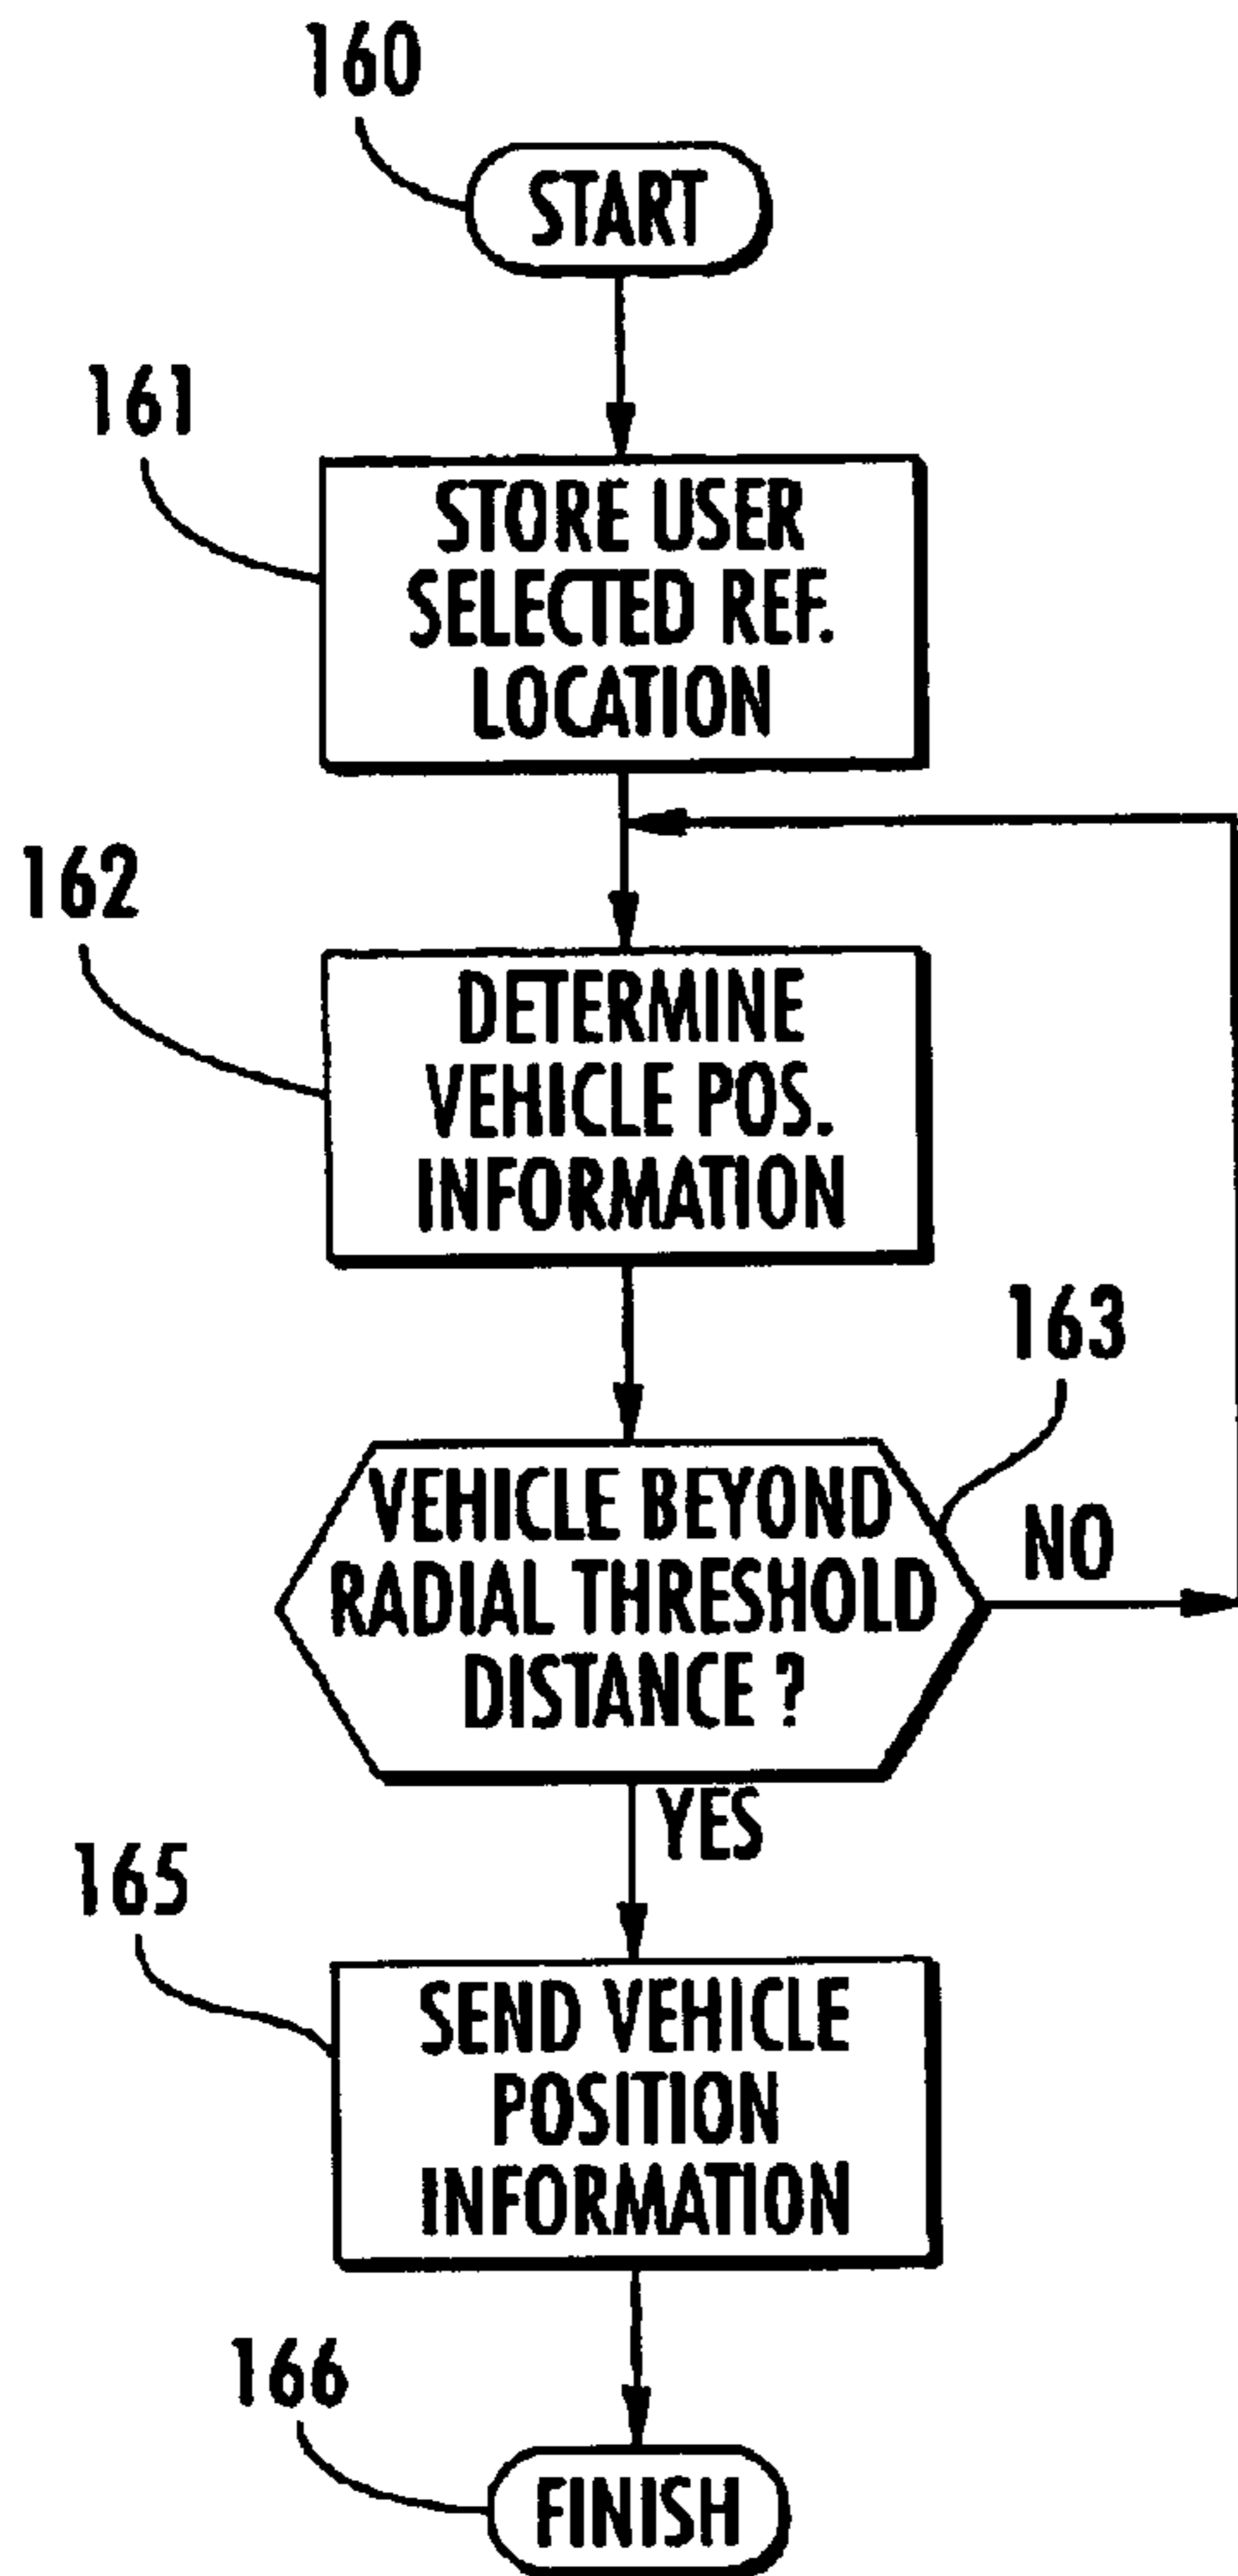 160
START
161
STORE USER
SELECTED REF.
LOCATION
162
DETERMINE
VEHICLE POS.
INFORMATION
163
VEHICLE BEYOND
RADIAL THRESHOLD
DISTANCE ?
NO
YES
165
SEND VEHICLE
POSITION
INFORMATION
166
FINISH